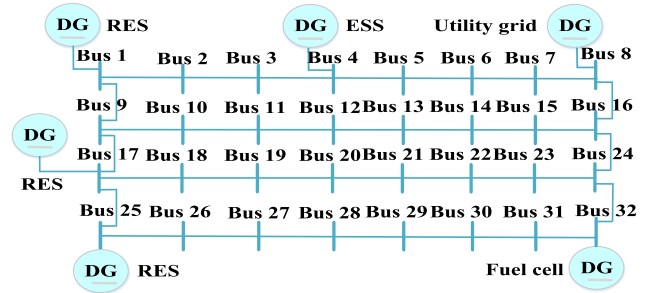 DG RES DG ESS Utility grid DG
Bus 1 Bus 2 Bus 3 Bus 4 Bus 5 Bus 6 Bus 7 Bus 8
Bus 9 Bus 10 Bus 11 Bus 12 Bus 13 Bus 14 Bus 15 Bus 16
DG
Bus 17 Bus 18 Bus 19 Bus 20 Bus 21 Bus 22 Bus 23 Bus 24
RES
Bus 25 Bus 26 Bus 27 Bus 28 Bus 29 Bus 30 Bus 31 Bus 32
DG RES Fuel cell DG